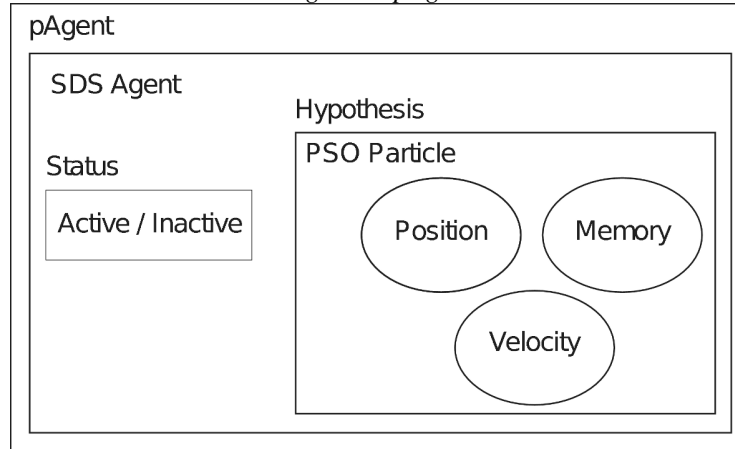 pAgent
SDS Agent
Hypothesis
PSO Particle
Status
Active / Inactive
Position
Memory
Velocity